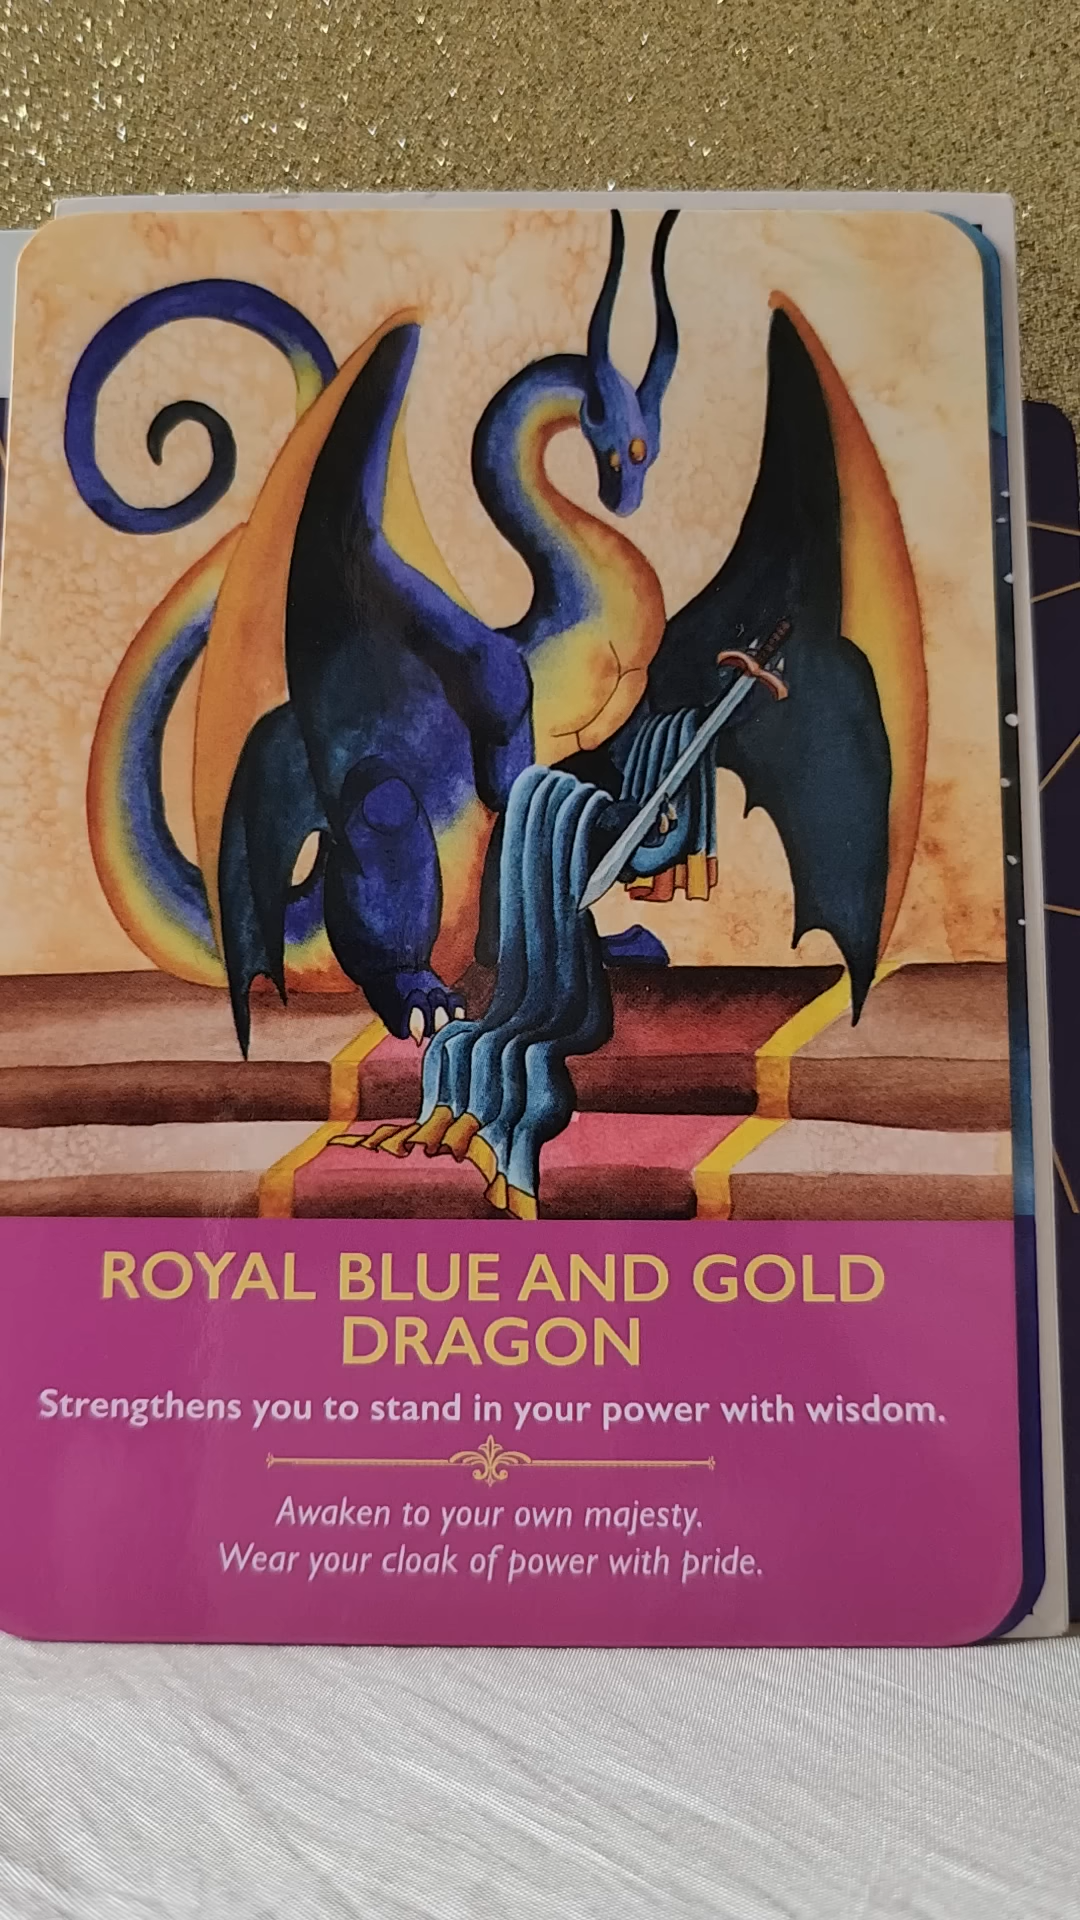 ROYAL BLUE AND GOLD
DRAGON
Strengthens you to stand in your power with wisdom.
Awaken to your own majesty.
Wear your cloak of power with pride.